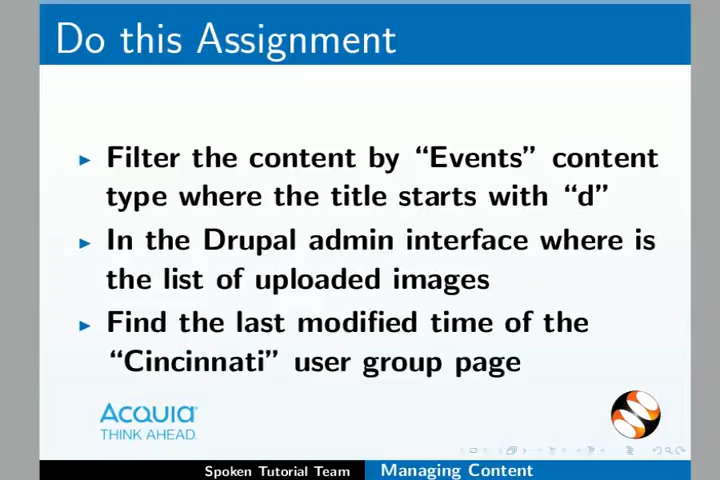 Do this Assignment
Filter the content by “Events” content
type where the title starts with “d”
In the Drupal admin interface where is
the list of uploaded images
Find the last modified time of the
“Cincinnati” user group page
ACQUIA
THINK AHEAD.
Spoken Tutorial Team
Managing Content